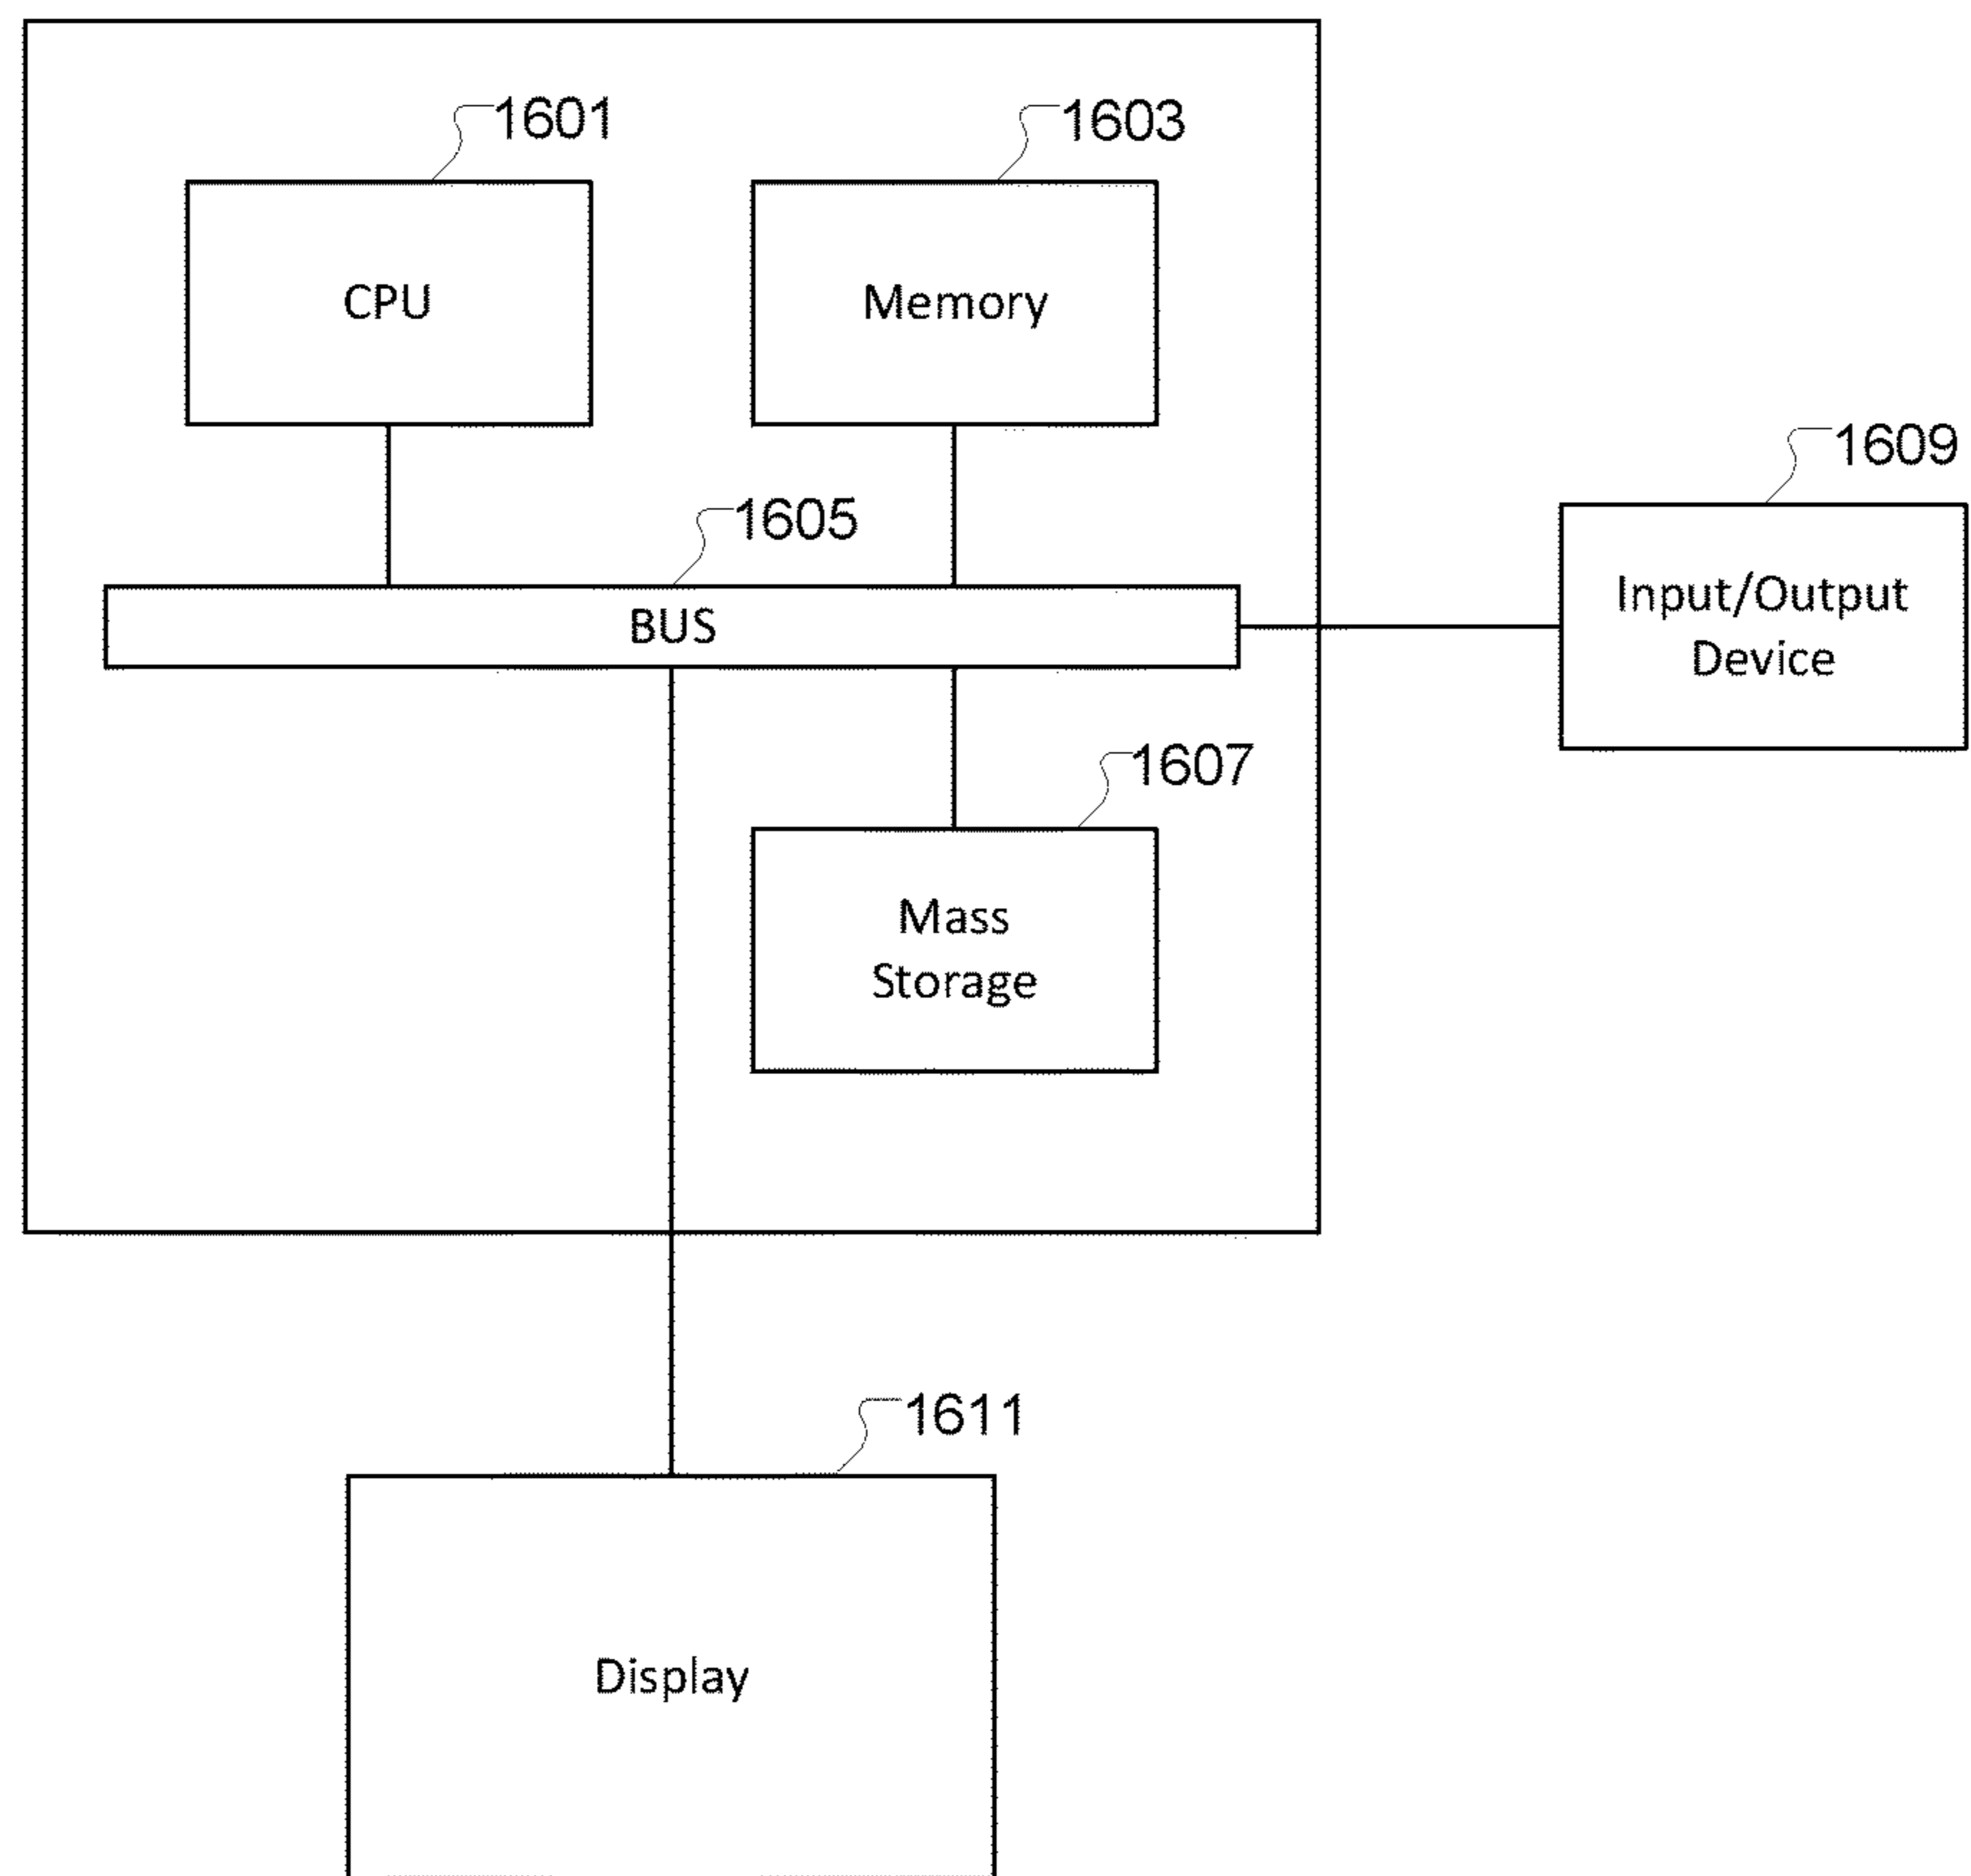 1601
1603
CPU
Memory
1609
1605
Input/Output
Device
BUS
1607
Mass
Storage
1611
Display